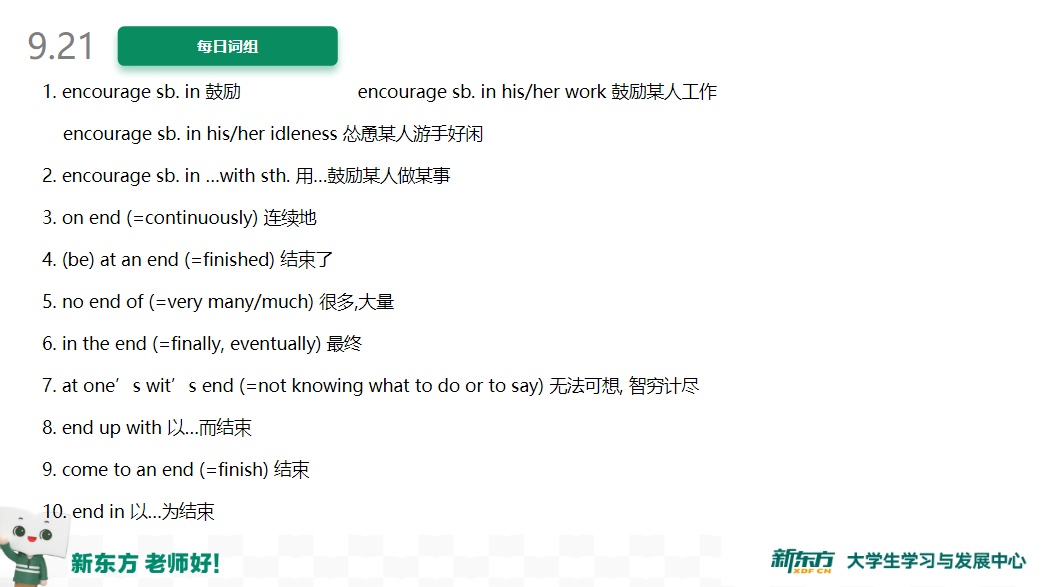 9.21 每日词组
1. encourage sb. in 鼓励 encourage sb. in his/her work 鼓励某人工作
encourage sb. in his/her idleness 怂恿某人游手好闲
2. encourage sb. in …with sth. 用…鼓励某人做某事
3. on end (=continuously) 连续地
4. (be) at an end (=finished) 结束了
5. no end of (=very many/much) 很多,大量
6. in the end (=finally, eventually) 最终
7. at one’s wit’s end (=not knowing what to do or to say) 无法可想, 智穷计尽
8. end up with 以…而结束
9. come to an end (=finish) 结束
10. end in 以…为结束
新东方 老师好!
新东方 XDF.CN 大学生学习与发展中心